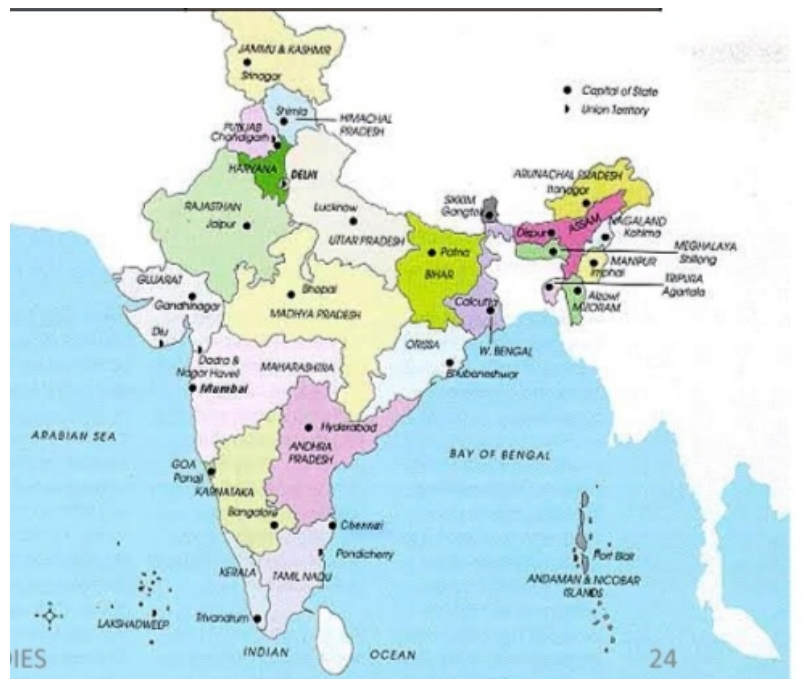 JAMMU & KASHMIR
Srinagar
Capital of State
Union Territory
Shimla
HIMACHAL
PRADESH
PUNJAB
Chandigarh
HARYANA
DELHI
ARUNACHAL PRADESH
Itanagar
SIKKIM
Gangtok
RAJASTHAN
Jaipur
Lucknow
UTTAR PRADESH
Dispur
ASSAM
NAGALAND
Kohima
MEGHALAYA
Shillong
Patna
BIHAR
MANIPUR
Imphal
TRIPURA
Agartala
GUJARAT
Gandhinagar
Bhopal
MADHYA PRADESH
Calcutta
Aizowl
MIZORAM
Diu
Dadra &
Nagar Haveli
MAHARASHTRA
ORISSA
W. BENGAL
Bhubaneshwar
Mumbai
Hyderabad
ANDHRA
PRADESH
ARABIAN SEA
BAY OF BENGAL
GOA
Panaji
KARNATAKA
Bangalore
Chennai
Pondicherry
Port Blair
ANDAMAN & NICOBAR
ISLANDS
KERALA
TAMIL NADU
LAKSHADWEEP
Trivandrum
INDIAN
OCEAN
IES
24